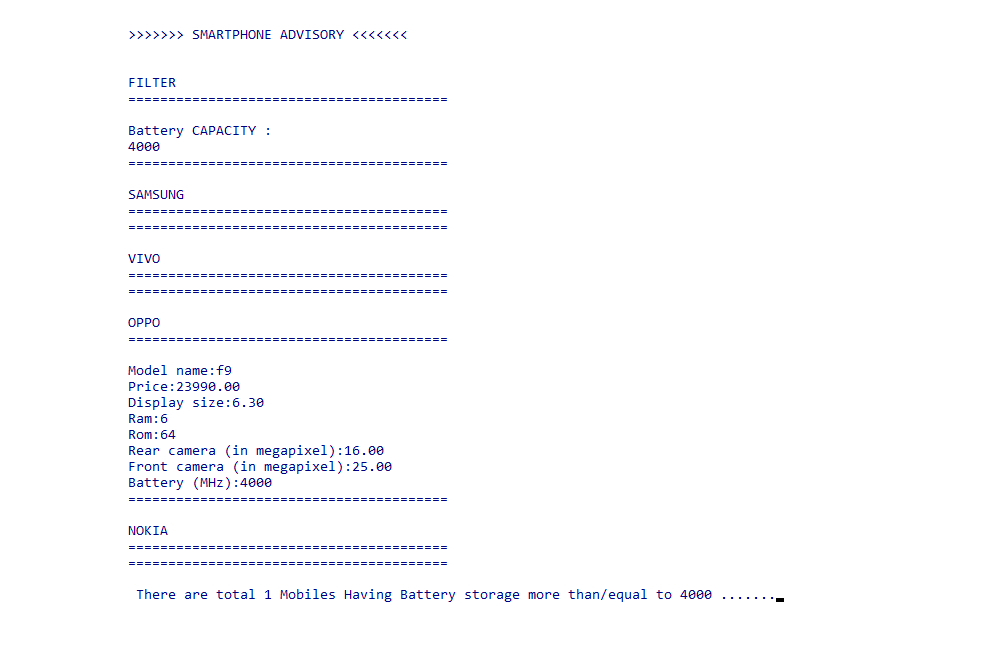 >>>>>>> SMARTPHONE ADVISORY <<<<<<<
FILTER
========================================
Battery CAPACITY :
4000
========================================
SAMSUNG
========================================
========================================
VIVO
========================================
========================================
OPPO
========================================
Model name:f9
Price:23990.00
Display size:6.30
Ram:6
Rom:64
Rear camera (in megapixel):16.00
Front camera (in megapixel):25.00
Battery (MHz):4000
========================================
NOKIA
========================================
========================================
There are total 1 Mobiles Having Battery storage more than/equal to 4000 .......